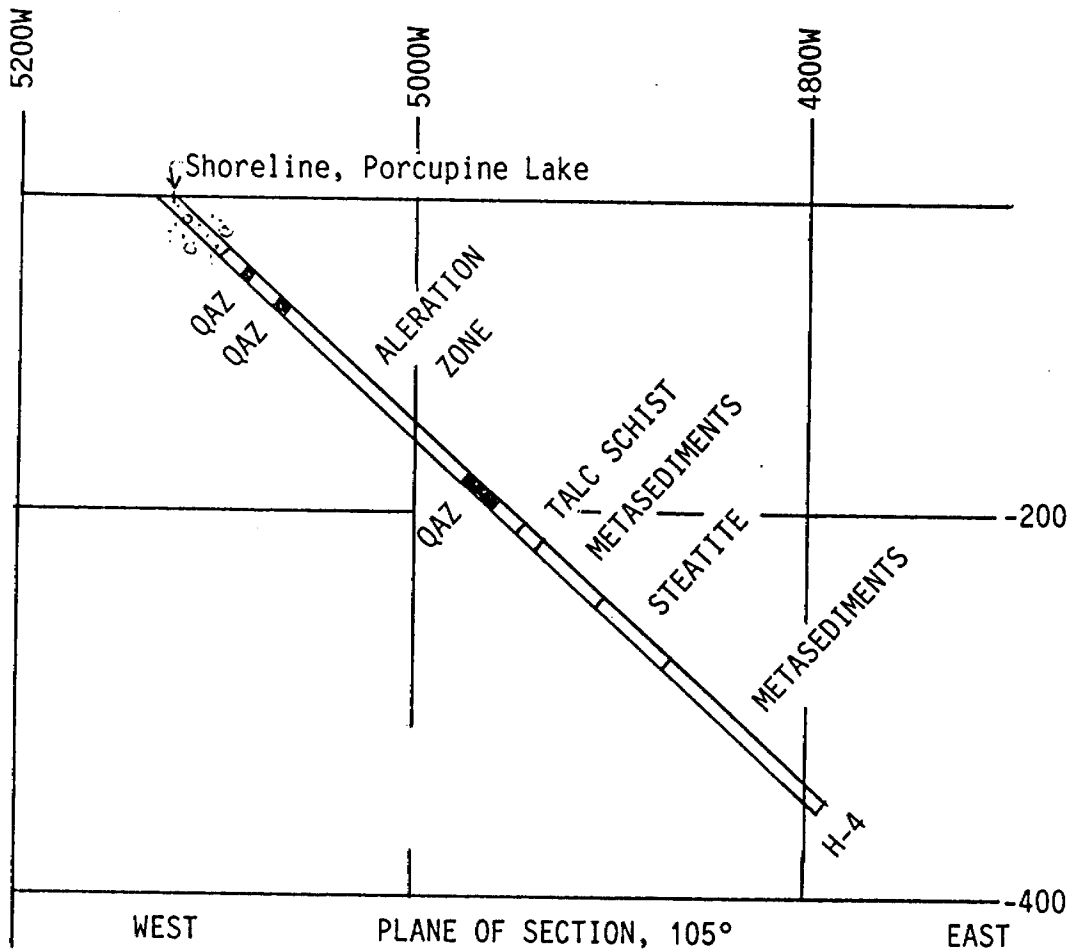 5200W
5000W
4800W
Shoreline, Porcupine Lake
QAZ
QAZ
ALERATION
ZONE
QAZ
TALC SCHIST
METASEDIMENTS
-200
STEATITE
METASEDIMENTS
H-4
-400
WEST
PLANE OF SECTION, 105°
EAST